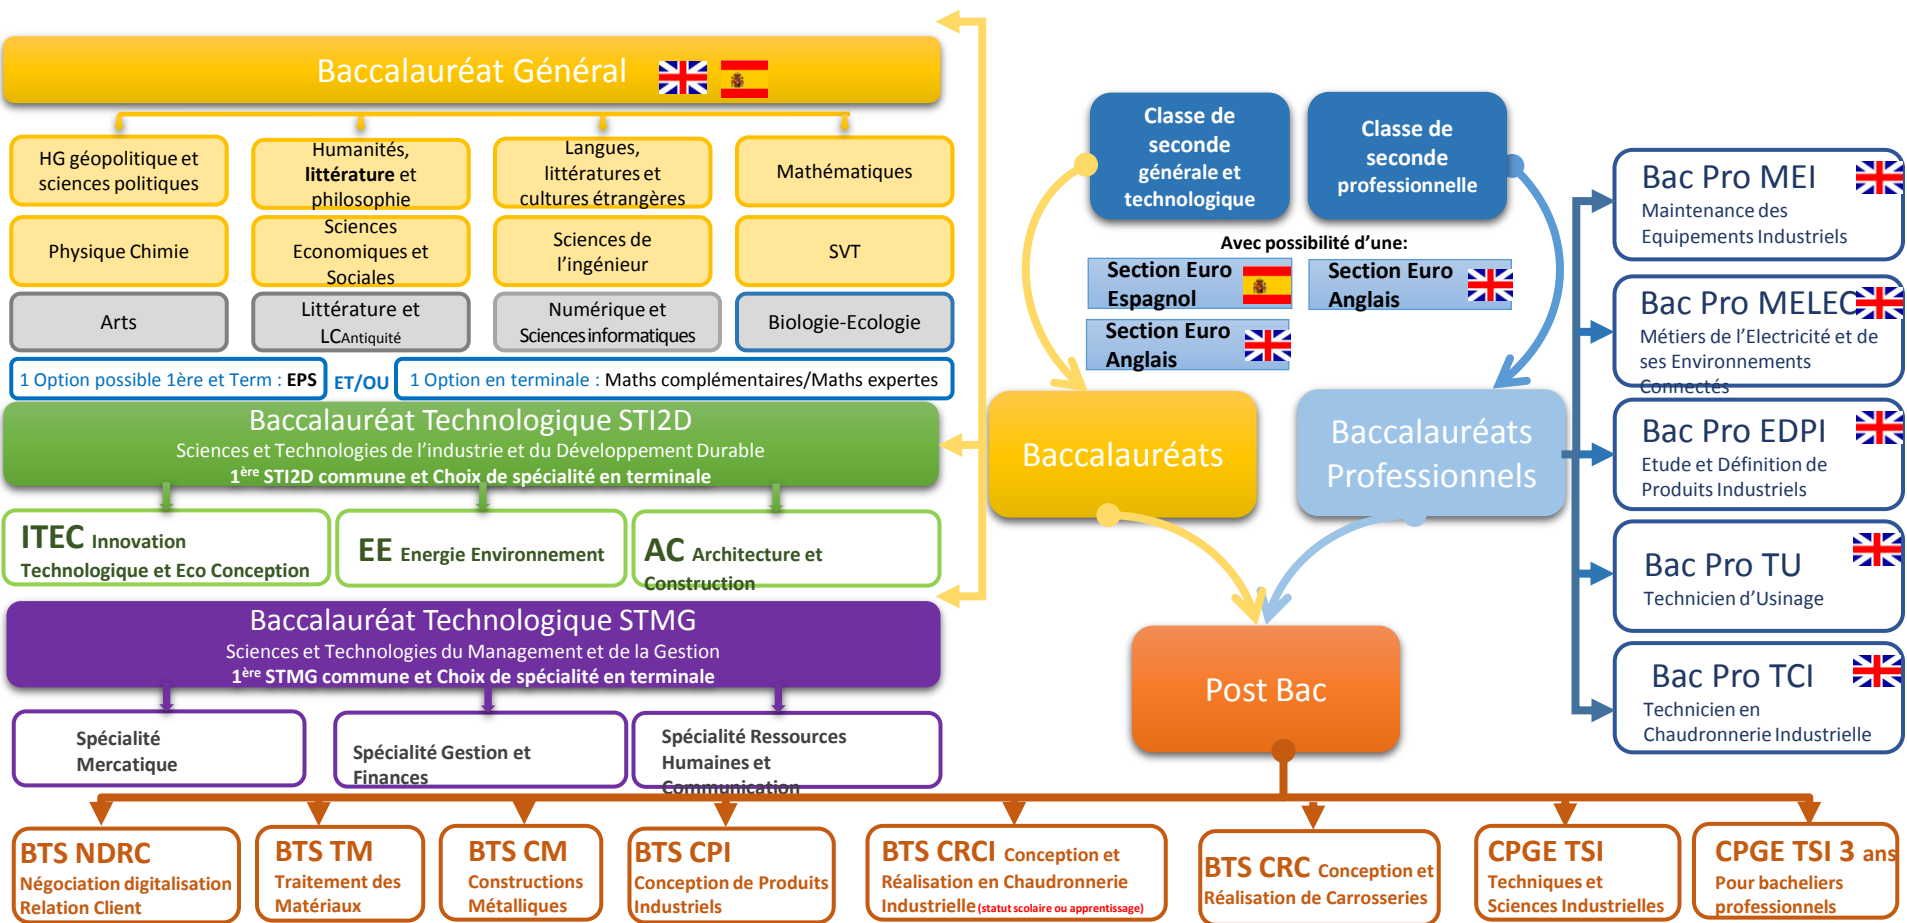 Baccalauréat Général
HG géopolitique et
sciences politiques
Humanités,
littérature et
philosophie
Langues,
littératures et
cultures étrangères
Mathématiques
Physique Chimie
Sciences
Economiques et
Sociales
Sciences de
l’ingénieur
SVT
Arts
Littérature et
LCAntiquité
Numérique et
Sciences informatiques
Biologie-Ecologie
1 Option possible 1ère et Term : EPS
ET/OU
1 Option en terminale : Maths complémentaires/Maths expertes
Baccalauréat Technologique STI2D
Sciences et Technologies de l’industrie et du Développement Durable
1ère STI2D commune et Choix de spécialité en terminale
ITEC Innovation
Technologique et Eco Conception
EE Energie Environnement
AC Architecture et
Construction
Baccalauréat Technologique STMG
Sciences et Technologies du Management et de la Gestion
1ère STMG commune et Choix de spécialité en terminale
Spécialité
Mercatique
Spécialité Gestion et
Finances
Spécialité Ressources
Humaines et
Communication
Classe de
seconde
générale et
technologique
Classe de
seconde
professionnelle
Avec possibilité d’une:
Section Euro
Espagnol
Section Euro
Anglais
Section Euro
Anglais
Baccalauréats
Baccalauréats
Professionnels
Post Bac
Bac Pro MEI
Maintenance des
Equipements Industriels
Bac Pro MELEC
Métiers de l’Electricité et de
ses Environnements
Connectés
Bac Pro EDPI
Etude et Définition de
Produits Industriels
Bac Pro TU
Technicien d’Usinage
Bac Pro TCI
Technicien en
Chaudronnerie Industrielle
BTS NDRC
Négociation digitalisation
Relation Client
BTS TM
Traitement des
Matériaux
BTS CM
Constructions
Métalliques
BTS CPI
Conception de Produits
Industriels
BTS CRCI Conception et
Réalisation en Chaudronnerie
Industrielle (statut scolaire ou apprentissage)
BTS CRC Conception et
Réalisation de Carrosseries
CPGE TSI
Techniques et
Sciences Industrielles
CPGE TSI 3 ans
Pour bacheliers
professionnels